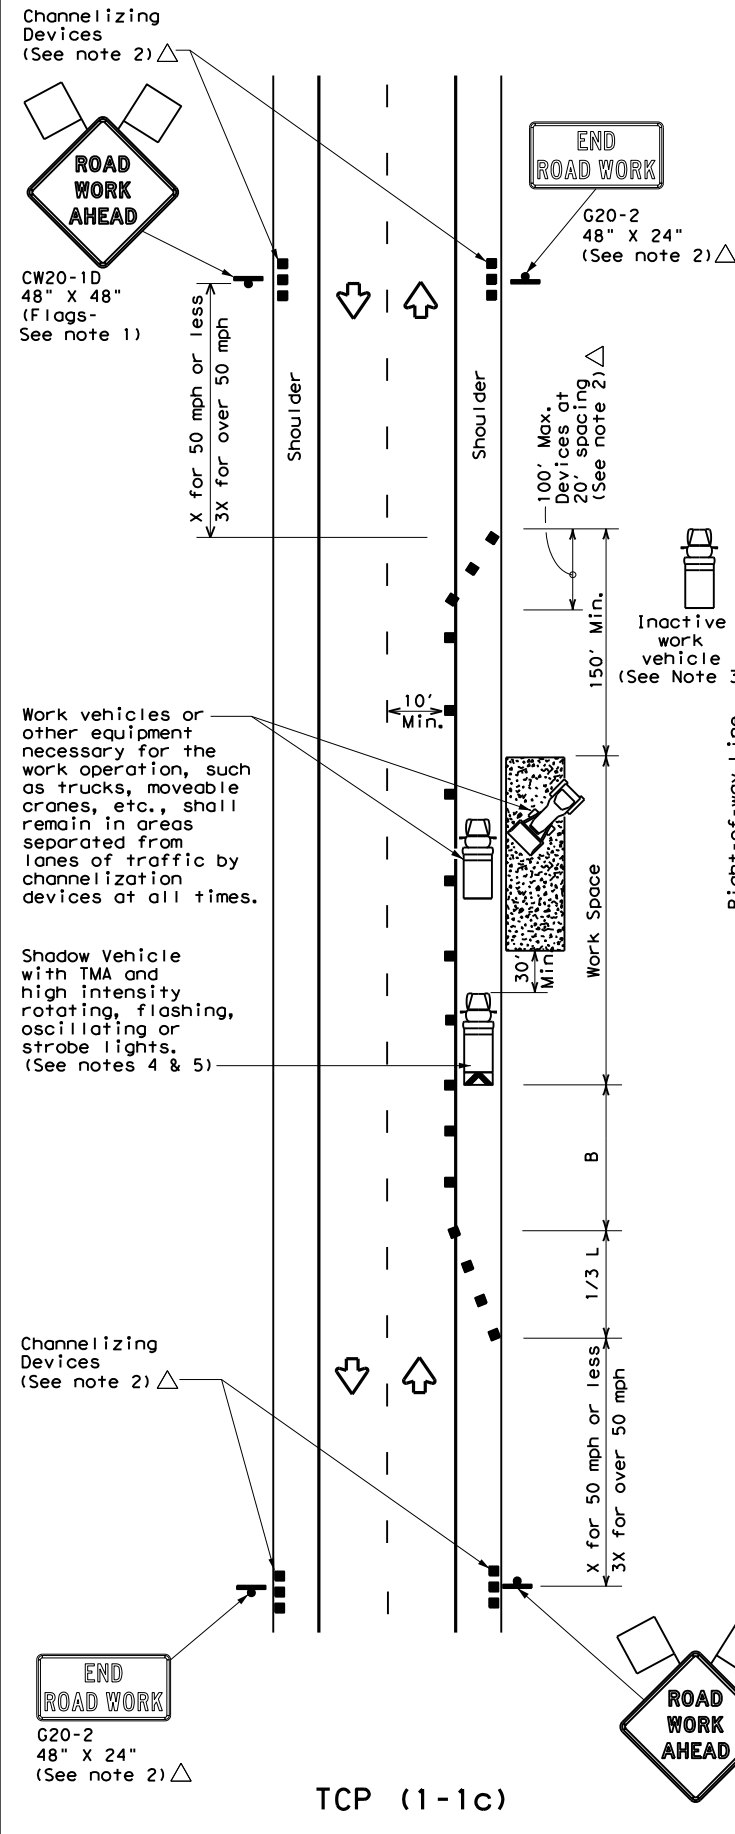 Channelizing
Devices
(See note 2)
ROAD
WORK
AHEAD
CW20-1D
48" X 48"
(Flags-
See note 1)
END
ROAD WORK
G20-2
48" X 24"
(See note 2)
X for 50 mph or less
3X for over 50 mph
Shoulder
Shoulder
100' Max.
Devices at
20' spacing
(See note 2)
150' Min.
Inactive
work
vehicle
(See Note 3
Right-of-way Line
10'
Min.
Work vehicles or
other equipment
necessary for the
work operation, such
as trucks, moveable
cranes, etc., shall
remain in areas
separated from
lanes of traffic by
channelization
devices at all times.
Work Space
30'
Min.
Shadow Vehicle
with TMA and
high intensity
rotating, flashing,
oscillating or
strobe lights.
(See notes 4 & 5)
B
1/3 L
Channelizing
Devices
(See note 2)
X for 50 mph or less
3X for over 50 mph
END
ROAD WORK
G20-2
48" X 24"
(See note 2)
ROAD
WORK
AHEAD
TCP (1-1c)